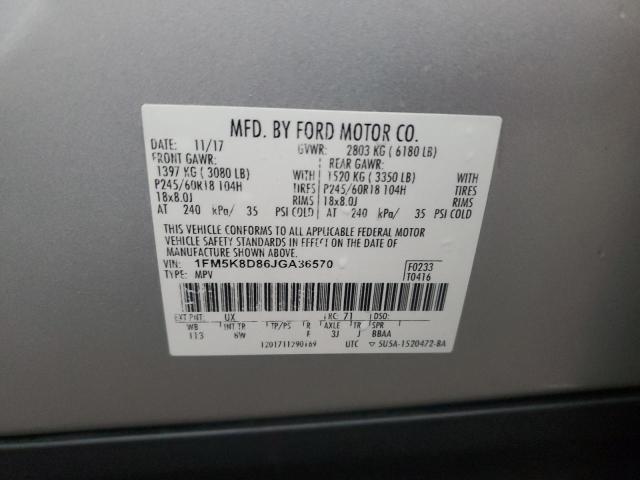 MFD. BY FORD MOTOR CO.
DATE: 11/17 GVWR: 2803 KG ( 6180 LB)
FRONT GAWR: REAR GAWR:
1397 KG ( 3080 LB) WITH 1520 KG ( 3350 LB) WITH
P245/60R18 104H TIRES P245/60R18 104H TIRES
18x8.0J RIMS 18x8.0J RIMS
AT 240 kPa/ 35 PSI COLD AT 240 kPa/ 35 PSI COLD
THIS VEHICLE CONFORMS TO ALL APPLICABLE FEDERAL MOTOR
VEHICLE SAFETY STANDARDS IN EFFECT ON THE DATE OF
MANUFACTURE SHOWN ABOVE.
VIN: 1FM5K8D86JGA36570 F0233
TYPE: MPV T0416
EXT PNT: UX RC: 71 DSO:
WB INT TR TP/PS R AXLE TR SPR
113 6W F 3J J BBAA
UTC 5U5A-1520472-BA